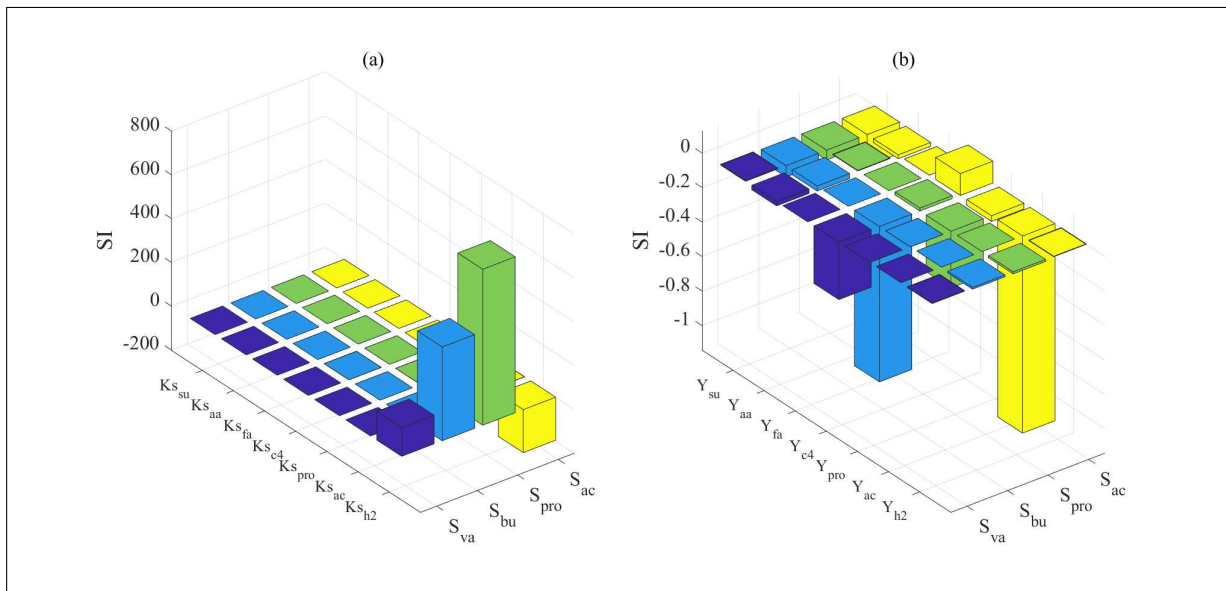 (a)
800
600
400
200
0
-200
SI
Ks_su
Ks_aa
Ks_fa
Ks_c4
Ks_pro
Ks_ac
Ks_h2
S_va
S_bu
S_pro
S_ac
(b)
0
-0.2
-0.4
-0.6
-0.8
-1
SI
Y_su
Y_aa
Y_fa
Y_c4
Y_pro
Y_ac
Y_h2
S_va
S_bu
S_pro
S_ac